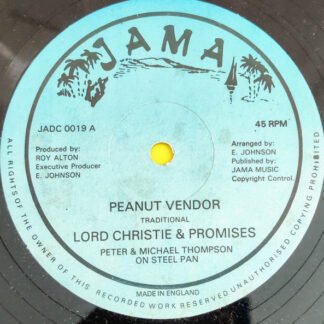 JAMA
JADC 0019 A
45 RPM
Produced by:
ROY ALTON
Executive Producer
E. JOHNSON
Arranged by:
E. JOHNSON
Published by:
JAMA MUSIC
Copyright Control.
PEANUT VENDOR
TRADITIONAL
LORD CHRISTIE & PROMISES
PETER & MICHAEL THOMPSON
ON STEEL PAN
MADE IN ENGLAND
ALL RIGHTS OF THE OWNER OF THIS RECORDED WORK RESERVED UNAUTHORISED COPYING PROHIBITED